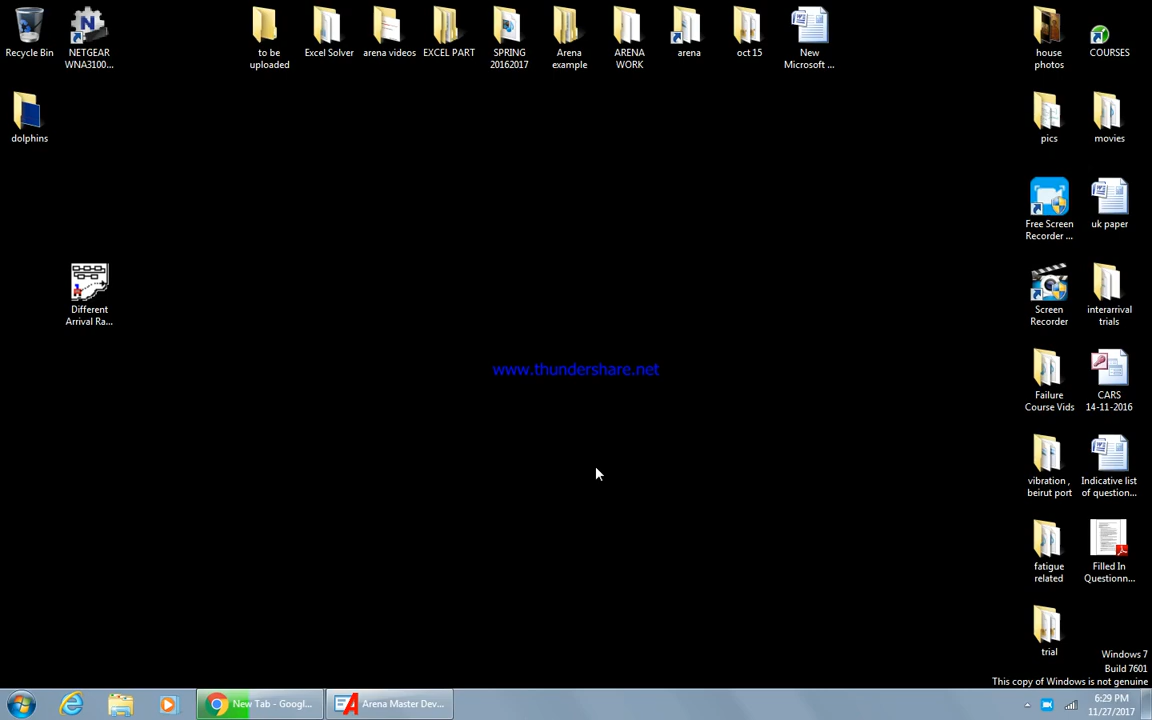 Recycle Bin
NETGEAR
WNA3100...
to be
uploaded
Excel Solver
arena videos
EXCEL PART
SPRING
20162017
Arena
example
ARENA
WORK
arena
oct 15
New
Microsoft ...
house
photos
COURSES
dolphins
pics
movies
Free Screen
Recorder ...
uk paper
Different
Arrival Ra...
Screen
Recorder
interarrival
trials
www.thundershare.net
Failure
Course Vids
CARS
14-11-2016
vibration ,
beirut port
Indicative list
of question...
fatigue
related
Filled In
Questionn...
trial
Windows 7
Build 7601
This copy of Windows is not genuine
New Tab - Googl...
Arena Master Dev...
6:29 PM
11/27/2017